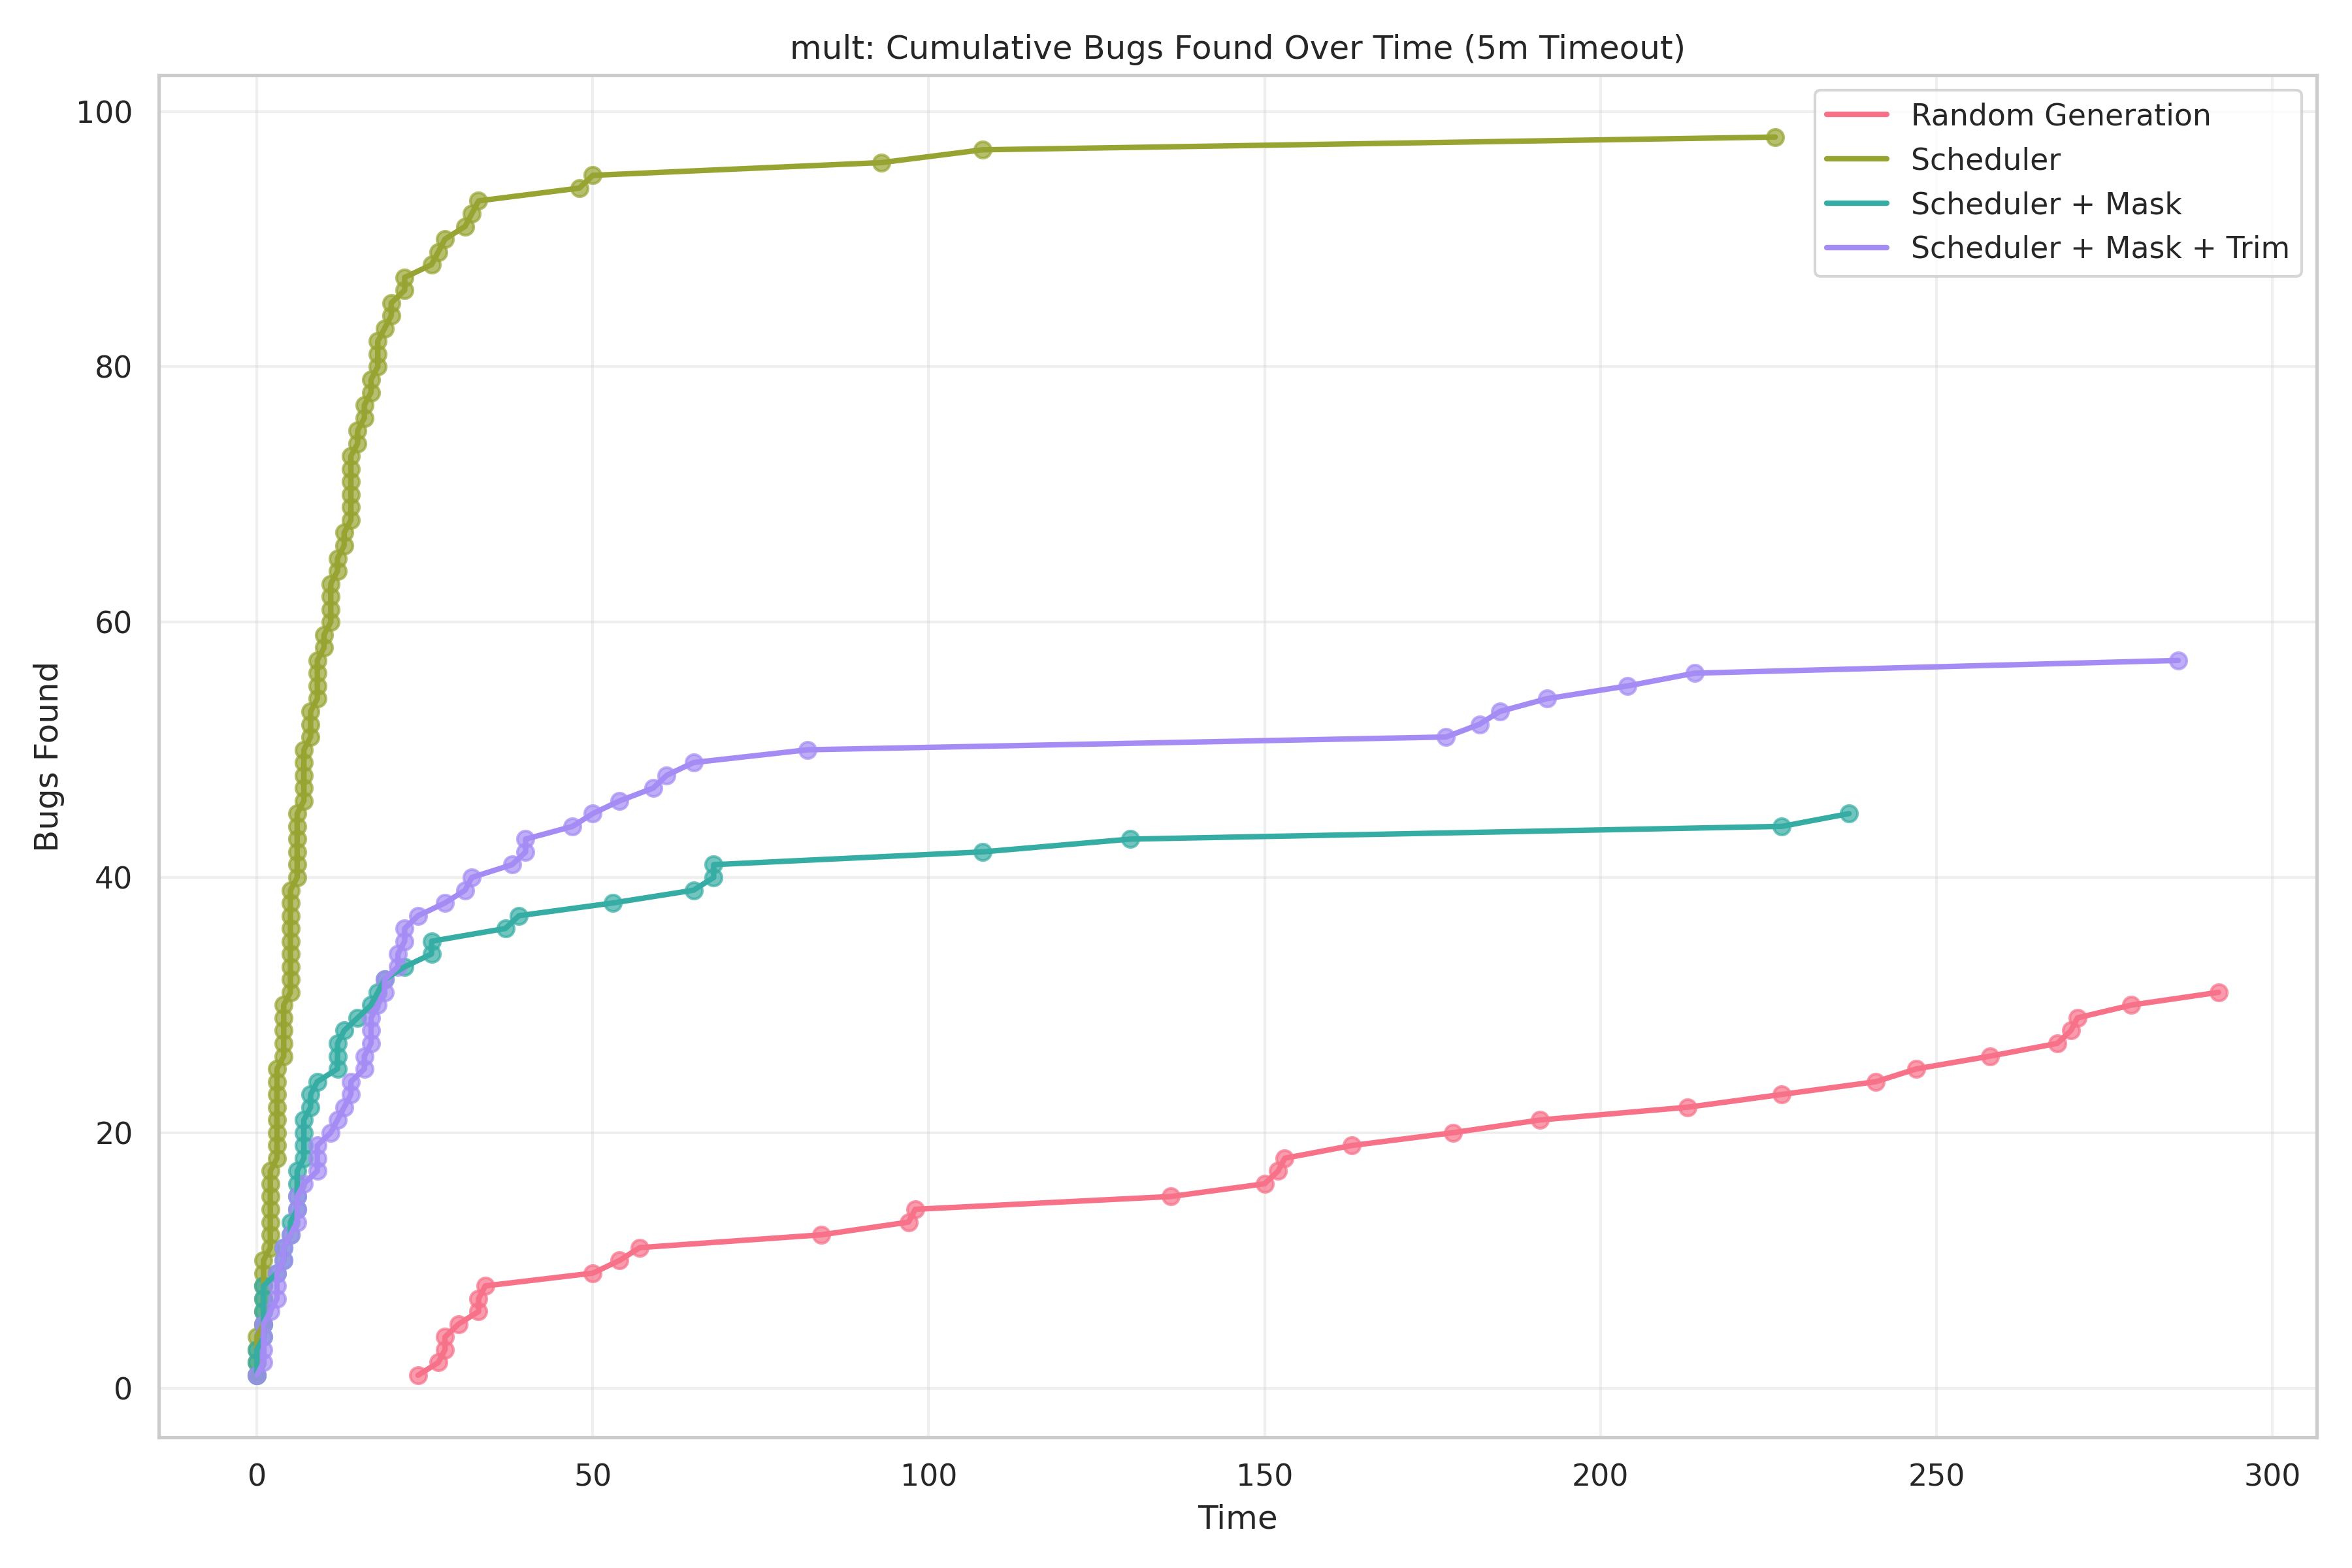 mult: Cumulative Bugs Found Over Time (5m Timeout)
Random Generation
Scheduler
Scheduler + Mask
Scheduler + Mask + Trim
Bugs Found
100
80
60
40
20
0
0 50 100 150 200 250 300
Time